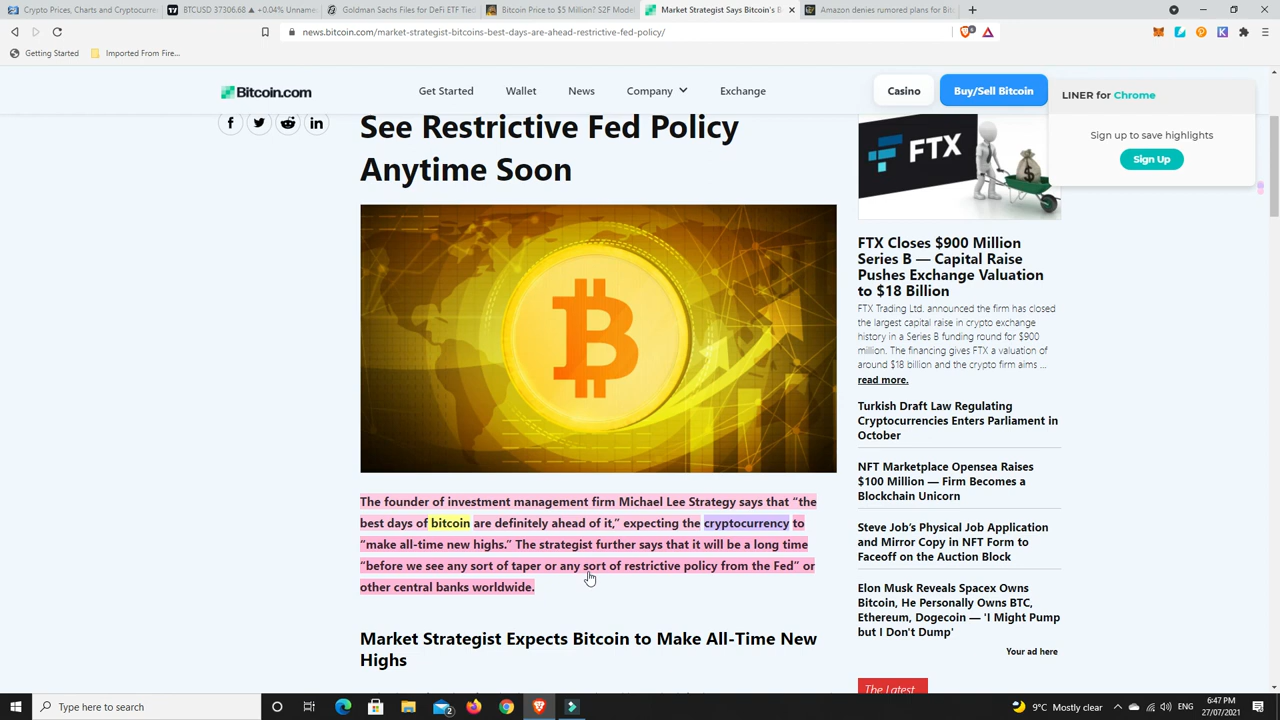 Crypto Prices, Charts and Cryptocurr
BTCUSD 37306.68 ▲ +0.04% Unname
Goldman Sachs Files for DeFi ETF Tied
Bitcoin Price to $5 Million? S2F Mode
Market Strategist Says Bitcoin's B
Amazon denies rumored plans for Bit
news.bitcoin.com/market-strategist-bitcoins-best-days-are-ahead-restrictive-fed-policy/
Getting Started
Imported From Fire...
Bitcoin.com
Get Started
Wallet
News
Company
Exchange
Casino
Buy/Sell Bitcoin
LINER for Chrome
Sign up to save highlights
Sign Up
See Restrictive Fed Policy
Anytime Soon
The founder of investment management firm Michael Lee Strategy says that “the
best days of bitcoin are definitely ahead of it,” expecting the cryptocurrency to
“make all-time new highs.” The strategist further says that it will be a long time
“before we see any sort of taper or any sort of restrictive policy from the Fed” or
other central banks worldwide.
Market Strategist Expects Bitcoin to Make All-Time New
Highs
FTX
FTX Closes $900 Million
Series B — Capital Raise
Pushes Exchange Valuation
to $18 Billion
FTX Trading Ltd. announced the firm has closed
the largest capital raise in crypto exchange
history in a Series B funding round for $900
million. The financing gives FTX a valuation of
around $18 billion and the crypto firm aims ...
read more.
Turkish Draft Law Regulating
Cryptocurrencies Enters Parliament in
October
NFT Marketplace Opensea Raises
$100 Million — Firm Becomes a
Blockchain Unicorn
Steve Job’s Physical Job Application
and Mirror Copy in NFT Form to
Faceoff on the Auction Block
Elon Musk Reveals Spacex Owns
Bitcoin, He Personally Owns BTC,
Ethereum, Dogecoin — 'I Might Pump
but I Don't Dump'
Your ad here
The Latest
Type here to search
9°C Mostly clear
ENG
6:47 PM
27/07/2021